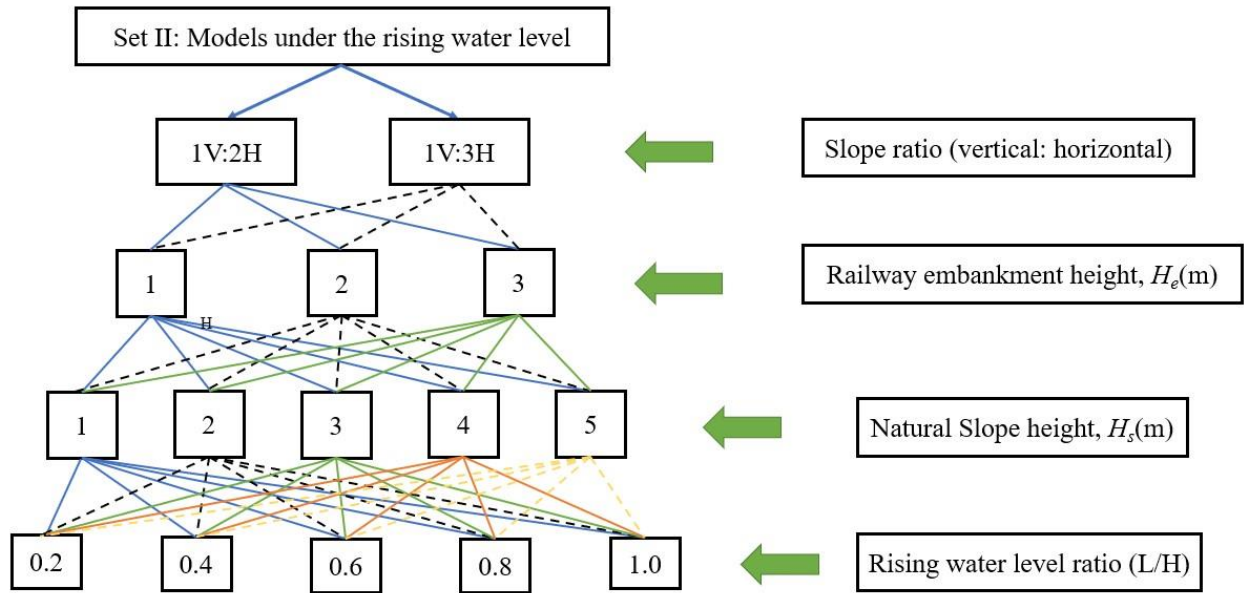 Set II: Models under the rising water level
1V:2H
1V:3H
Slope ratio (vertical: horizontal)
1
2
3
Railway embankment height, He(m)
H
1
2
3
4
5
Natural Slope height, Hs(m)
0.2
0.4
0.6
0.8
1.0
Rising water level ratio (L/H)